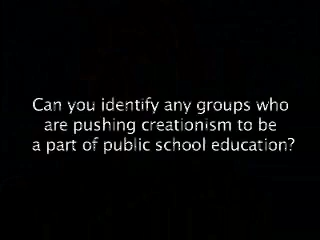 Can you identify any groups who
are pushing creationism to be
a part of public school education?